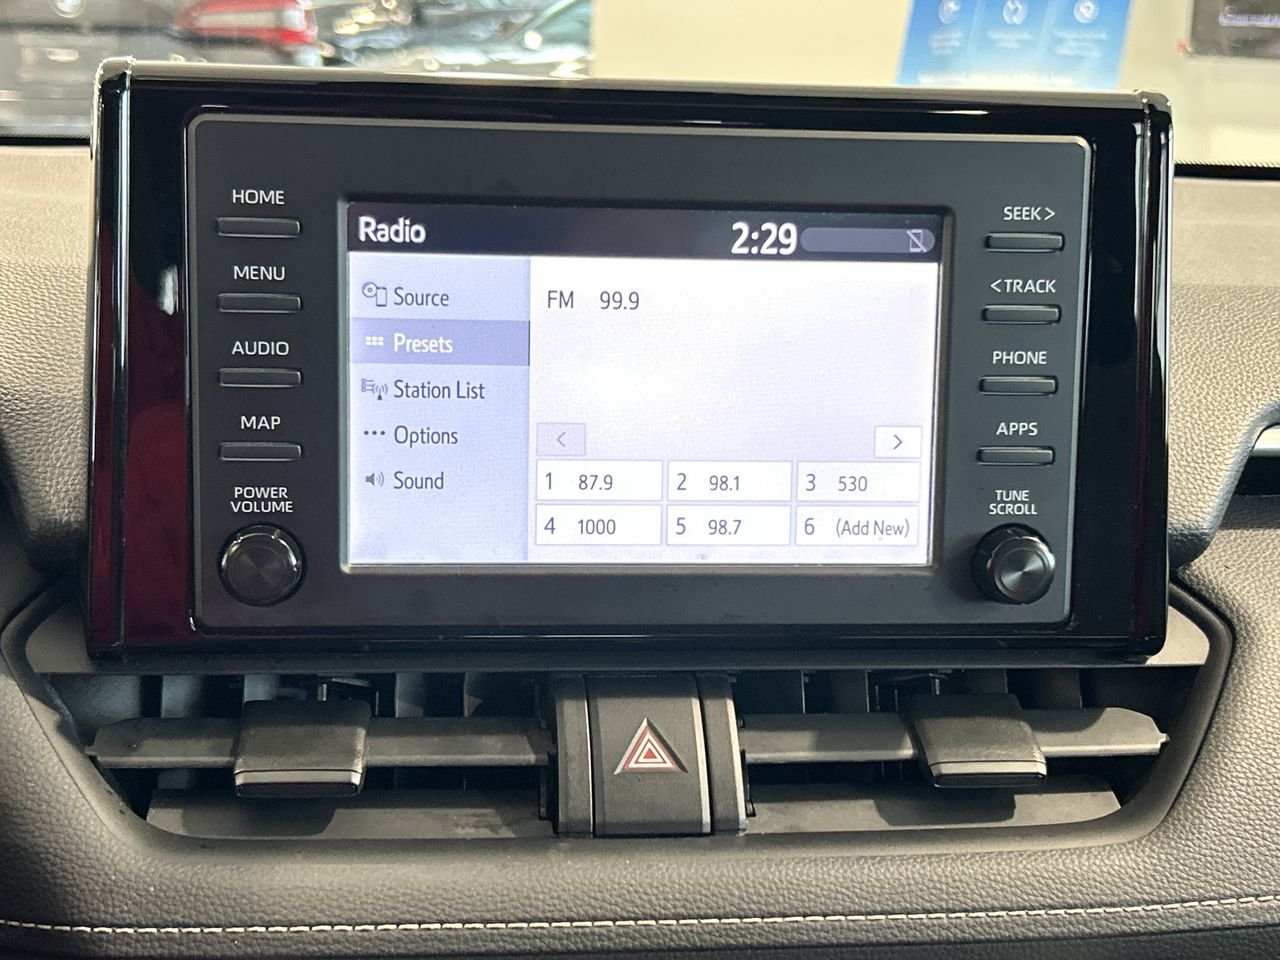 HOME
MENU
AUDIO
MAP
POWER
VOLUME
Radio
2:29
Source
Presets
Station List
Options
Sound
FM 99.9
<
>
1 87.9
2 98.1
3 530
4 1000
5 98.7
6 (Add New)
SEEK>
<TRACK
PHONE
APPS
TUNE
SCROLL